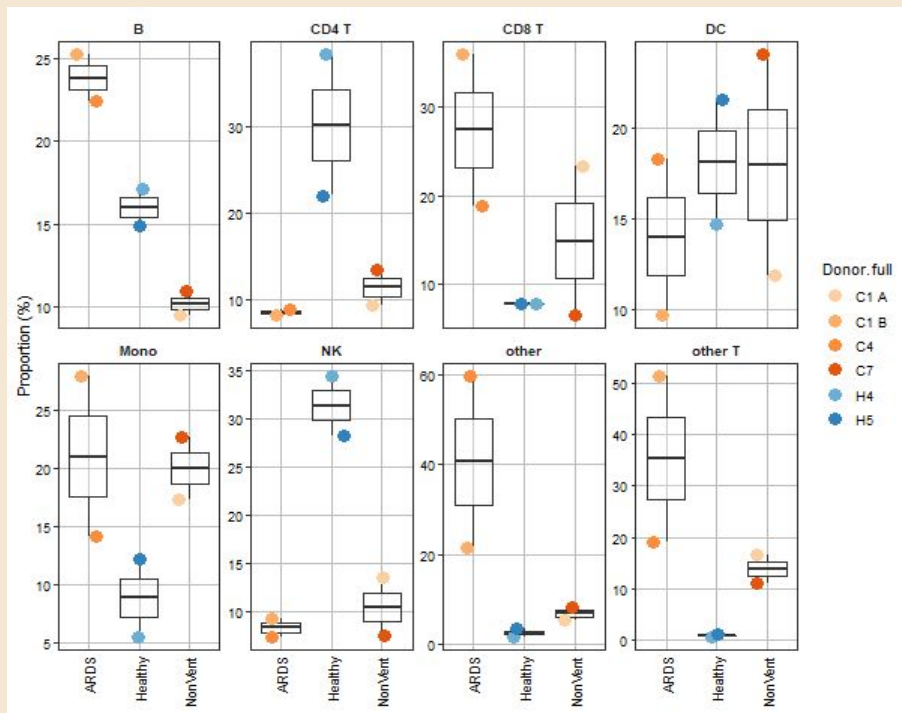 B
CD4 T
CD8 T
DC
25
20
15
10
30
20
10
30
20
10
20
15
10
Proportion (%)
Mono
NK
other
other T
25
20
15
10
5
35
30
25
20
15
10
60
40
20
0
50
40
30
20
10
0
ARDS
Healthy
NonVent
ARDS
Healthy
NonVent
ARDS
Healthy
NonVent
ARDS
Healthy
NonVent
Donor.full
C1 A
C1 B
C4
C7
H4
H5